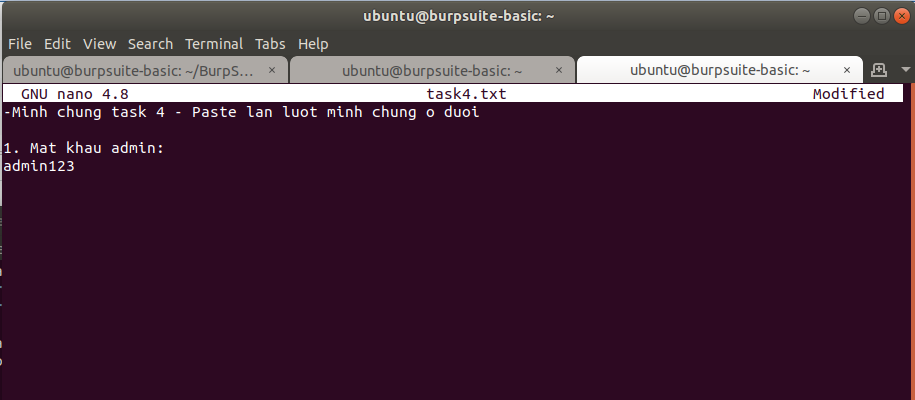 ubuntu@burpsuite-basic: ~
File Edit View Search Terminal Tabs Help
ubuntu@burpsuite-basic: ~/BurpS... × ubuntu@burpsuite-basic: ~ × ubuntu@burpsuite-basic: ~ ×
GNU nano 4.8 task4.txt Modified
-Minh chung task 4 - Paste lan luot minh chung o duoi
1. Mat khau admin:
admin123